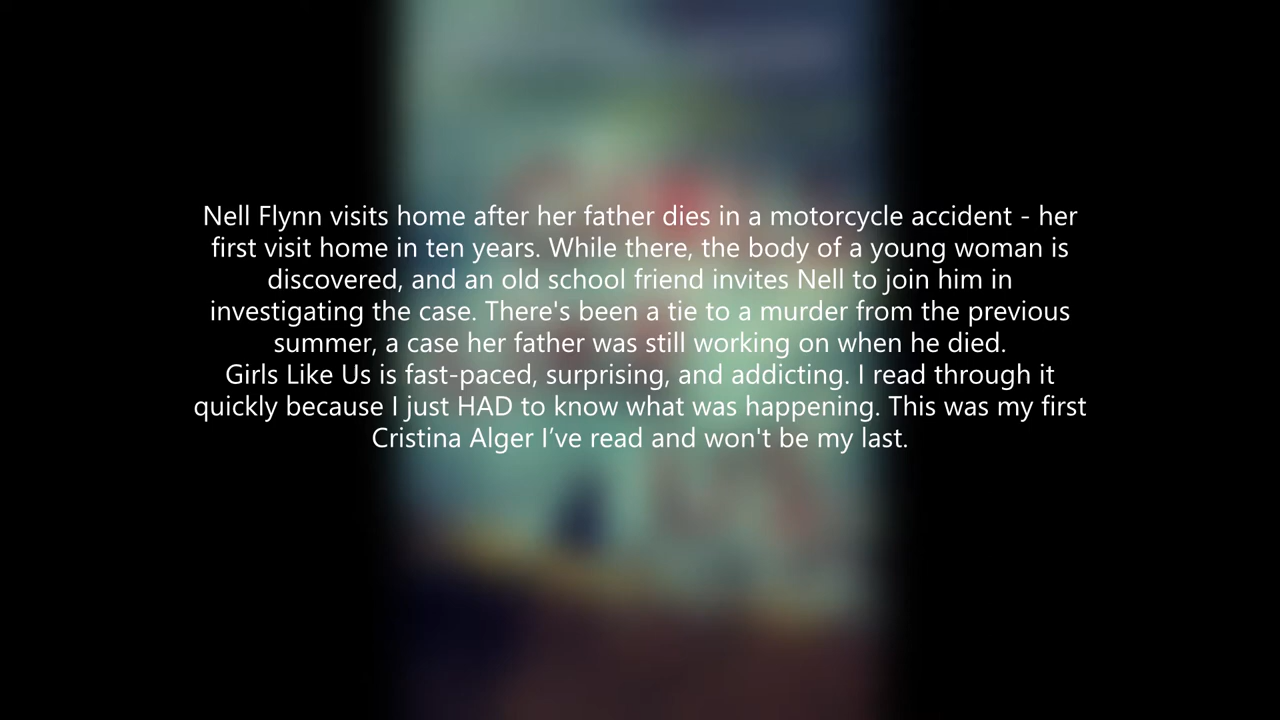 Nell Flynn visits home after her father dies in a motorcycle accident - her
first visit home in ten years. While there, the body of a young woman is
discovered, and an old school friend invites Nell to join him in
investigating the case. There's been a tie to a murder from the previous
summer, a case her father was still working on when he died.
Girls Like Us is fast-paced, surprising, and addicting. I read through it
quickly because I just HAD to know what was happening. This was my first
Cristina Alger I’ve read and won't be my last.